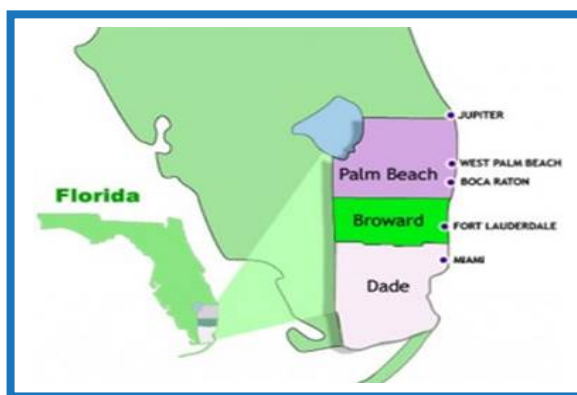 JUPITER
WEST PALM BEACH
Palm Beach
BOCA RATON
Florida
Broward
FORT LAUDERDALE
MIAMI
Dade